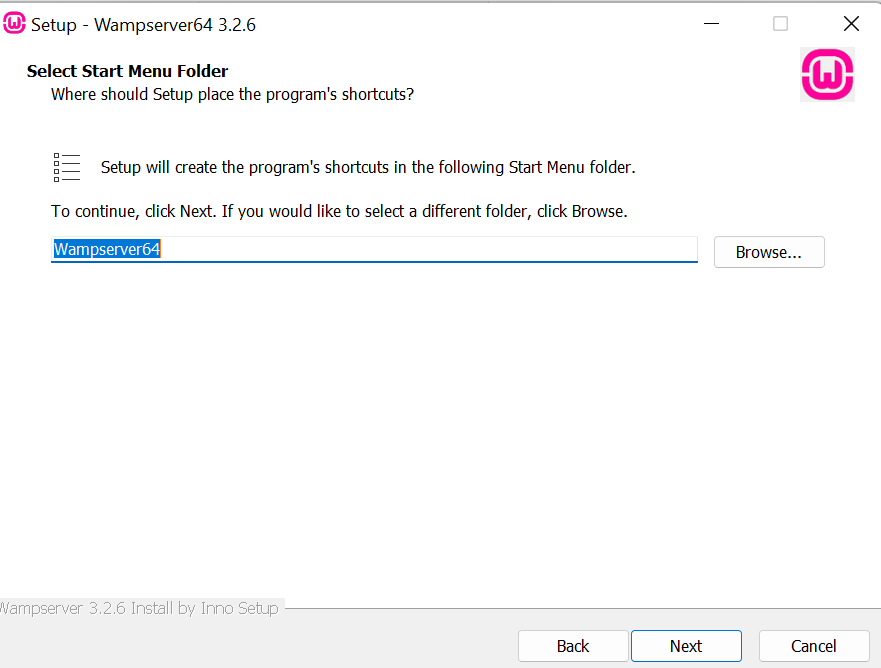 Setup - Wampserver64 3.2.6
Select Start Menu Folder
Where should Setup place the program's shortcuts?
Setup will create the program's shortcuts in the following Start Menu folder.
To continue, click Next. If you would like to select a different folder, click Browse.
Wampserver64
Browse...
Wampserver 3.2.6 Install by Inno Setup
Back
Next
Cancel